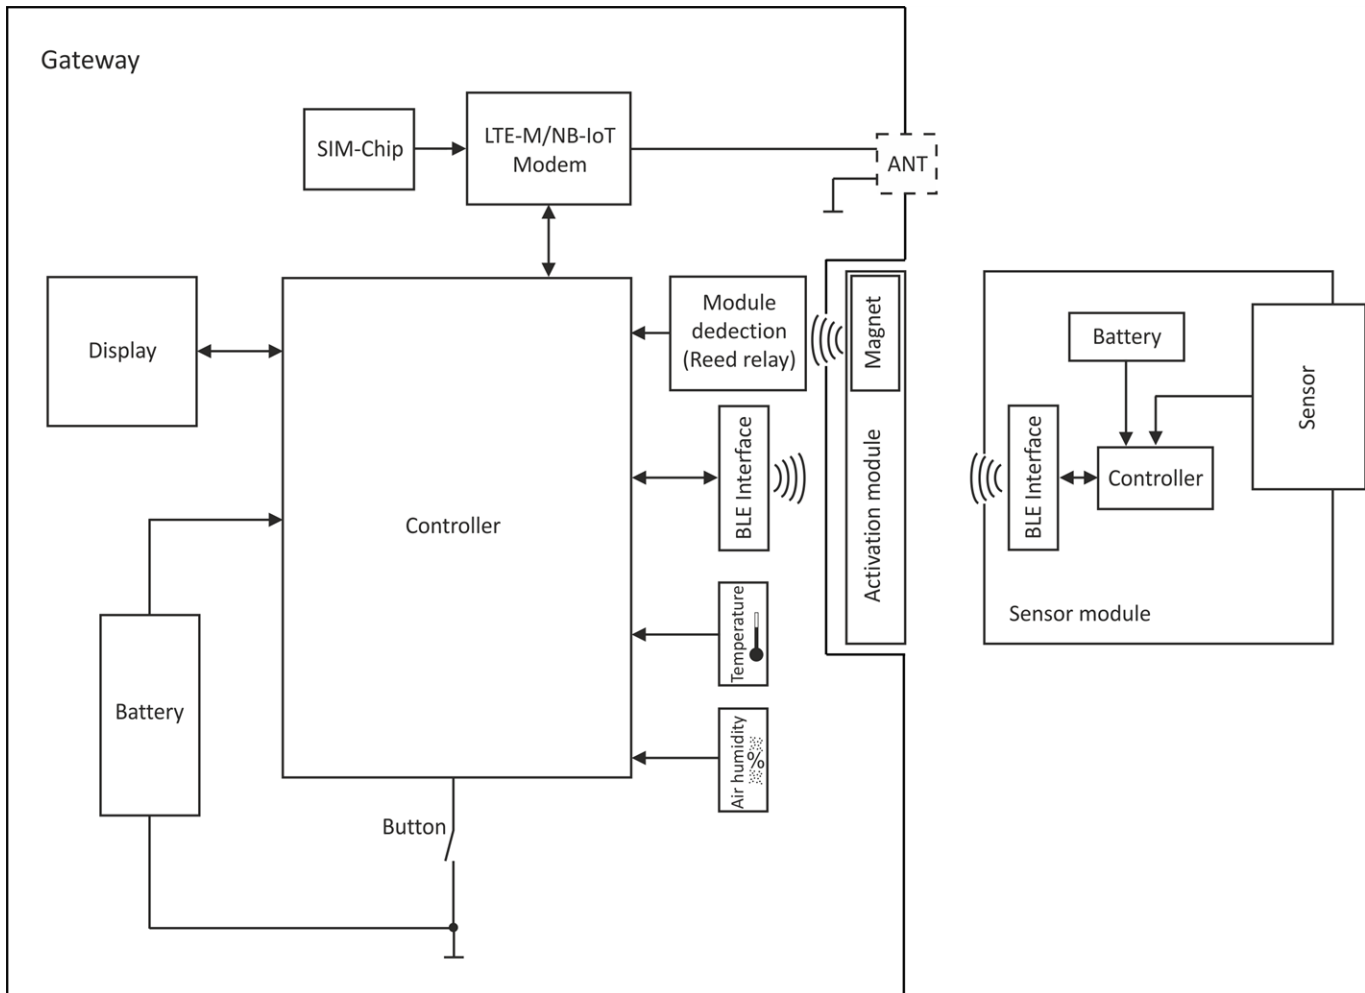 Gateway
SIM-Chip
LTE-M/NB-IoT
Modem
ANT
Display
Module
dedection
(Reed relay)
Magnet
Battery
Sensor
BLE Interface
Activation module
BLE Interface
Controller
Controller
Temperature
Sensor module
Battery
Air humidity
%
Button